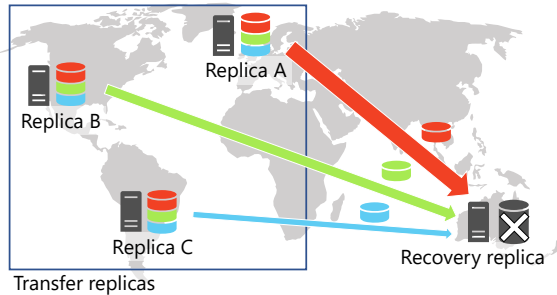 Replica A
Replica B
Replica C
Recovery replica
Transfer replicas